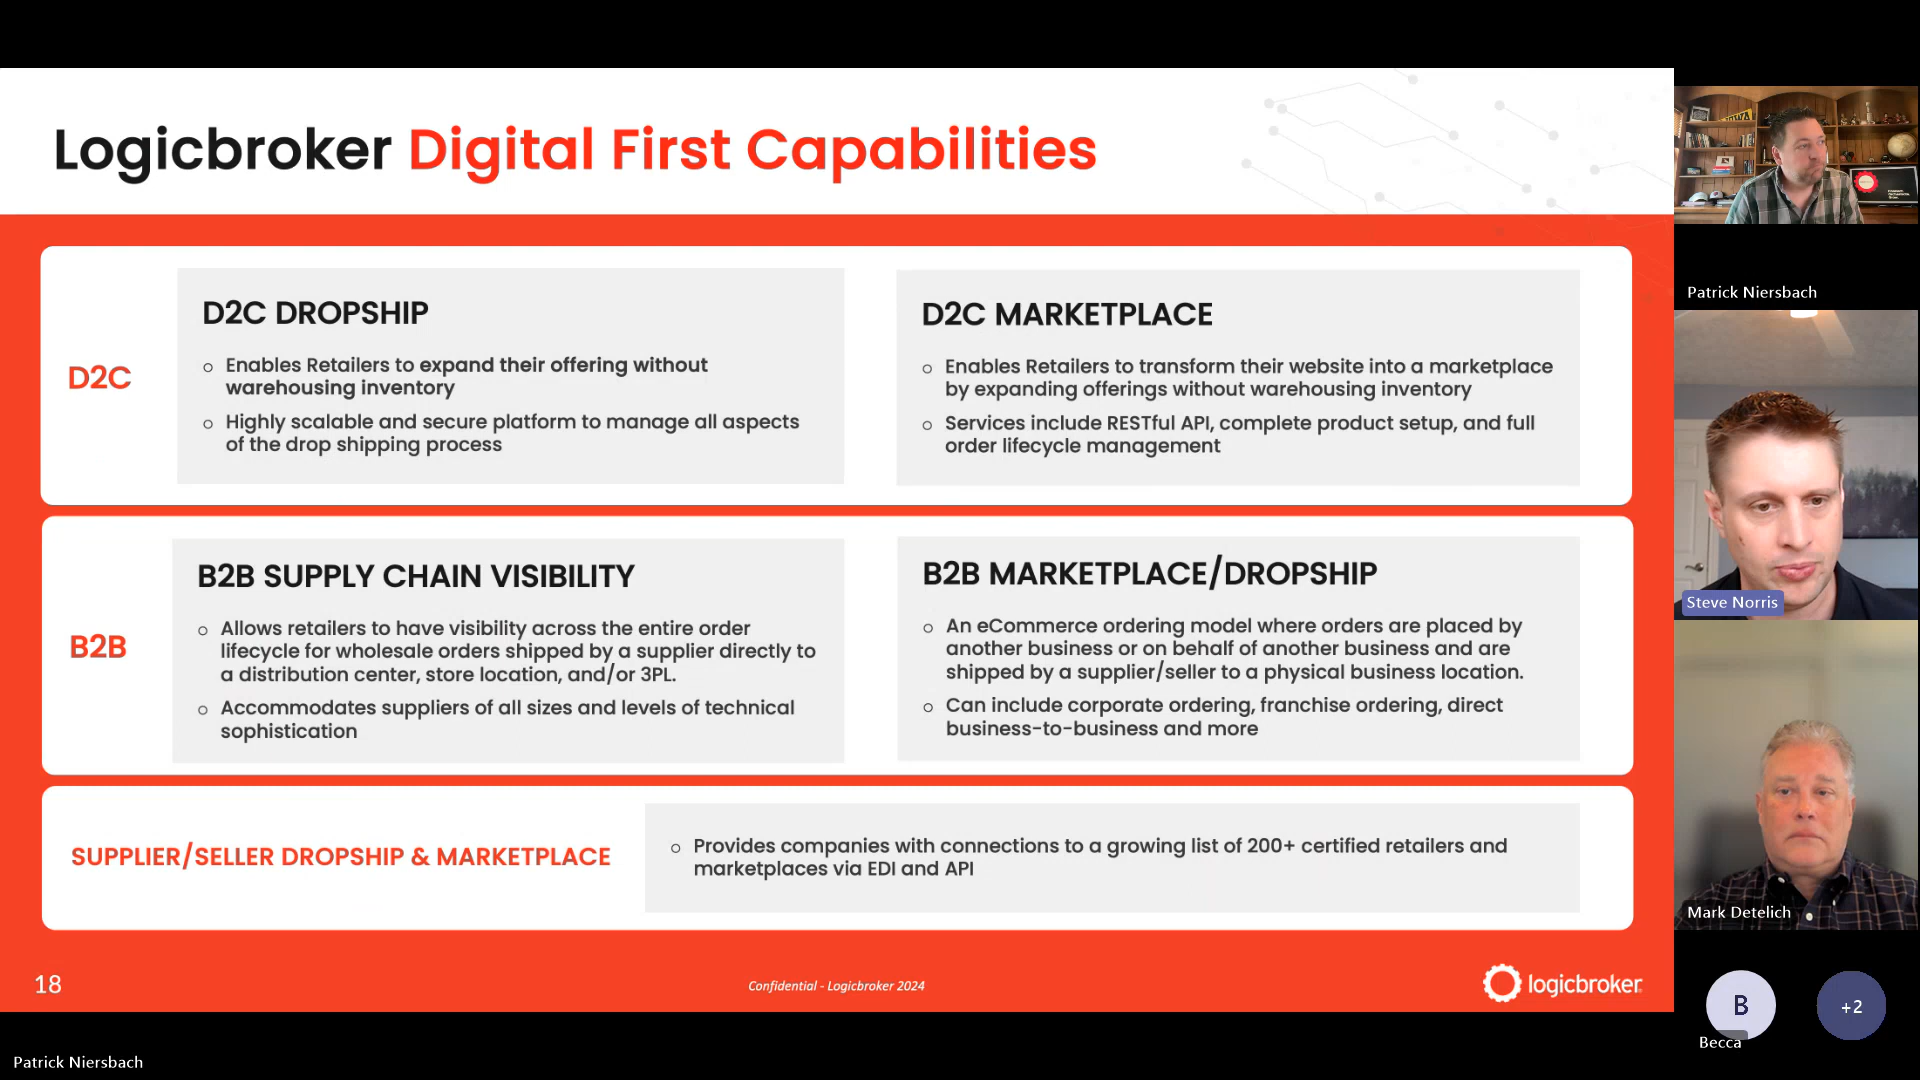 Logicbroker Digital First Capabilities
D2C
D2C DROPSHIP
Enables Retailers to expand their offering without
warehousing inventory
Highly scalable and secure platform to manage all aspects
of the drop shipping process
D2C MARKETPLACE
Enables Retailers to transform their website into a marketplace
by expanding offerings without warehousing inventory
Services include RESTful API, complete product setup, and full
order lifecycle management
B2B
B2B SUPPLY CHAIN VISIBILITY
Allows retailers to have visibility across the entire order
lifecycle for wholesale orders shipped by a supplier directly to
a distribution center, store location, and/or 3PL.
Accommodates suppliers of all sizes and levels of technical
sophistication
B2B MARKETPLACE/DROPSHIP
An eCommerce ordering model where orders are placed by
another business or on behalf of another business and are
shipped by a supplier/seller to a physical business location.
Can include corporate ordering, franchise ordering, direct
business-to-business and more
SUPPLIER/SELLER DROPSHIP & MARKETPLACE
Provides companies with connections to a growing list of 200+ certified retailers and
marketplaces via EDI and API
18
Confidential - Logicbroker 2024
logicbroker
Patrick Niersbach
Patrick Niersbach
Steve Norris
Mark Detelich
B
Becca
+2